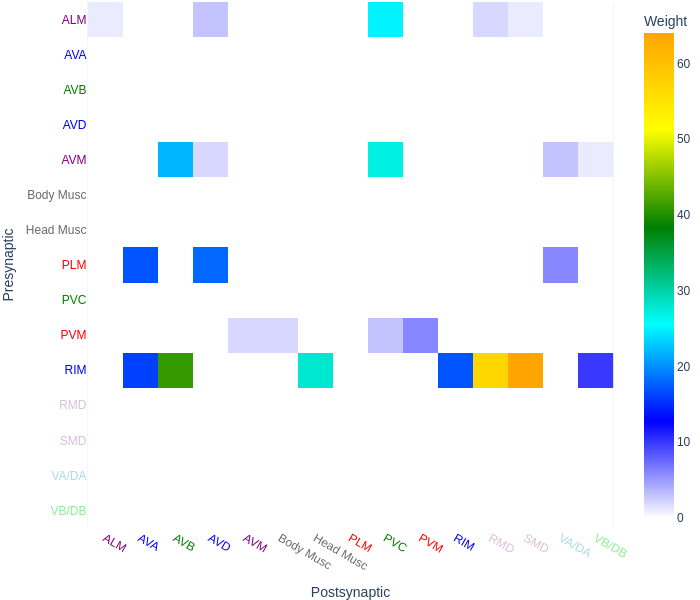 Weight
ALM
AVA
AVB
AVD
AVM
Body Musc
Head Musc
PLM
PVC
PVM
RIM
RMD
SMD
VA/DA
VB/DB
Presynaptic
60
50
40
30
20
10
0
ALM
AVA
AVB
AVD
AVM
Body Musc
Head Musc
PLM
PVC
PVM
RIM
RMD
SMD
VA/DA
VB/DB
Postsynaptic